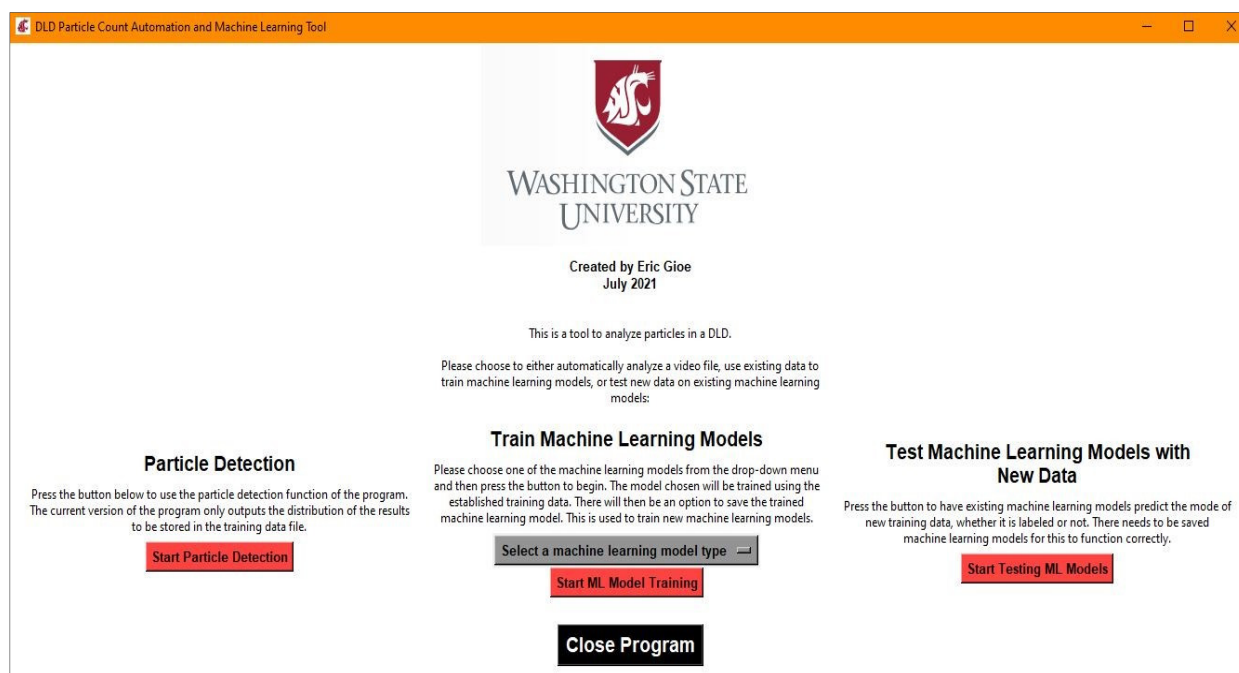 DLD Particle Count Automation and Machine Learning Tool
WASHINGTON STATE
UNIVERSITY
Created by Eric Gioe
July 2021
This is a tool to analyze particles in a DLD.
Please choose to either automatically analyze a video file, use existing data to
train machine learning models, or test new data on existing machine learning
models:
Particle Detection
Press the button below to use the particle detection function of the program.
The current version of the program only outputs the distribution of the results
to be stored in the training data file.
Start Particle Detection
Train Machine Learning Models
Please choose one of the machine learning models from the drop-down menu
and then press the button to begin. The model chosen will be trained using the
established training data. There will then be an option to save the trained
machine learning model. This is used to train new machine learning models.
Select a machine learning model type
Start ML Model Training
Test Machine Learning Models with
New Data
Press the button to have existing machine learning models predict the mode of
new training data, whether it is labeled or not. There needs to be saved
machine learning models for this to function correctly.
Start Testing ML Models
Close Program